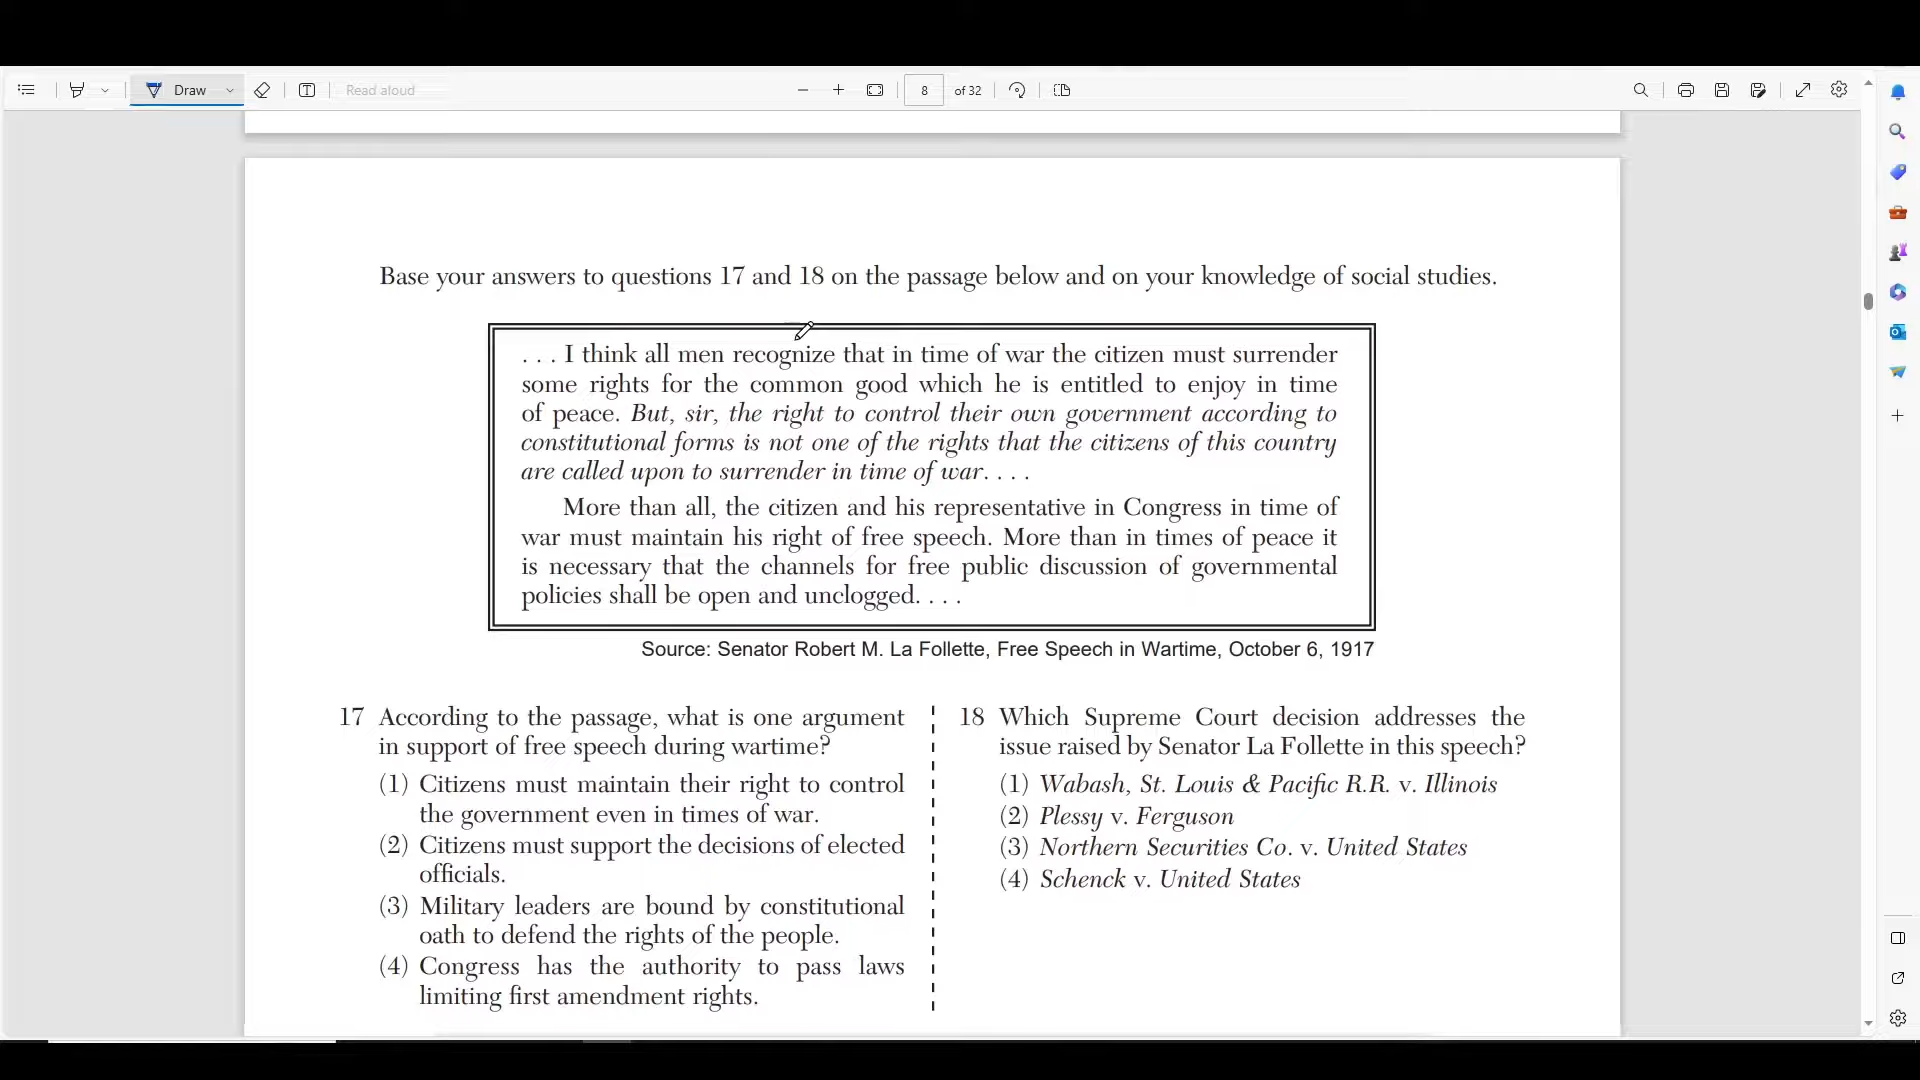 Draw
Read aloud
8 of 32
Base your answers to questions 17 and 18 on the passage below and on your knowledge of social studies.
. . . I think all men recognize that in time of war the citizen must surrender
some rights for the common good which he is entitled to enjoy in time
of peace. But, sir, the right to control their own government according to
constitutional forms is not one of the rights that the citizens of this country
are called upon to surrender in time of war. . . .
More than all, the citizen and his representative in Congress in time of
war must maintain his right of free speech. More than in times of peace it
is necessary that the channels for free public discussion of governmental
policies shall be open and unclogged. . . .
Source: Senator Robert M. La Follette, Free Speech in Wartime, October 6, 1917
17 According to the passage, what is one argument
in support of free speech during wartime?
(1) Citizens must maintain their right to control
the government even in times of war.
(2) Citizens must support the decisions of elected
officials.
(3) Military leaders are bound by constitutional
oath to defend the rights of the people.
(4) Congress has the authority to pass laws
limiting first amendment rights.
18 Which Supreme Court decision addresses the
issue raised by Senator La Follette in this speech?
(1) Wabash, St. Louis & Pacific R.R. v. Illinois
(2) Plessy v. Ferguson
(3) Northern Securities Co. v. United States
(4) Schenck v. United States